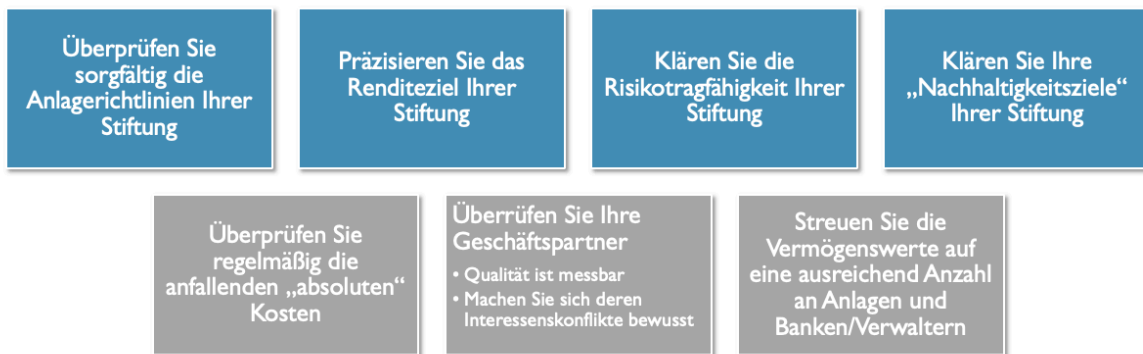 Überprüfen Sie
sorgfältig die
Anlagerichtlinien Ihrer
Stiftung
Präzisieren Sie das
Renditeziel Ihrer
Stiftung
Klären Sie die
Risikotragfähigkeit Ihrer
Stiftung
Klären Sie Ihre
„Nachhaltigkeitsziele“
Ihrer Stiftung
Überprüfen Sie
regelmäßig die
anfallenden „absoluten“
Kosten
Überrüfen Sie Ihre
Geschäftspartner
• Qualität ist messbar
• Machen Sie sich deren
Interessenskonflikte bewusst
Streuen Sie die
Vermögenswerte auf
eine ausreichend Anzahl
an Anlagen und
Banken/Verwaltern